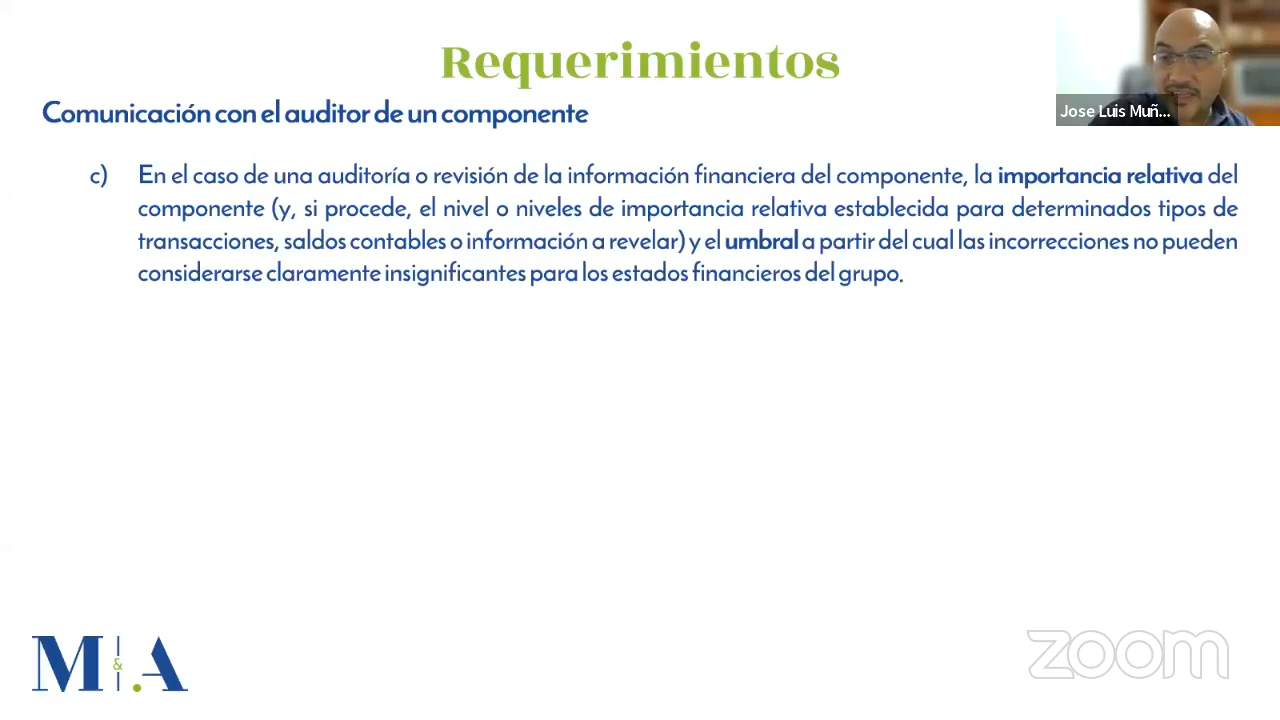 Requerimientos
Comunicación con el auditor de un componente
Jose Luis Muñ...
c) En el caso de una auditoría o revisión de la información financiera del componente, la importancia relativa del
componente (y, si procede, el nivel o niveles de importancia relativa establecida para determinados tipos de
transacciones, saldos contables o información a revelar) y el umbral a partir del cual las incorrecciones no pueden
considerarse claramente insignificantes para los estados financieros del grupo.
M&A
zoom